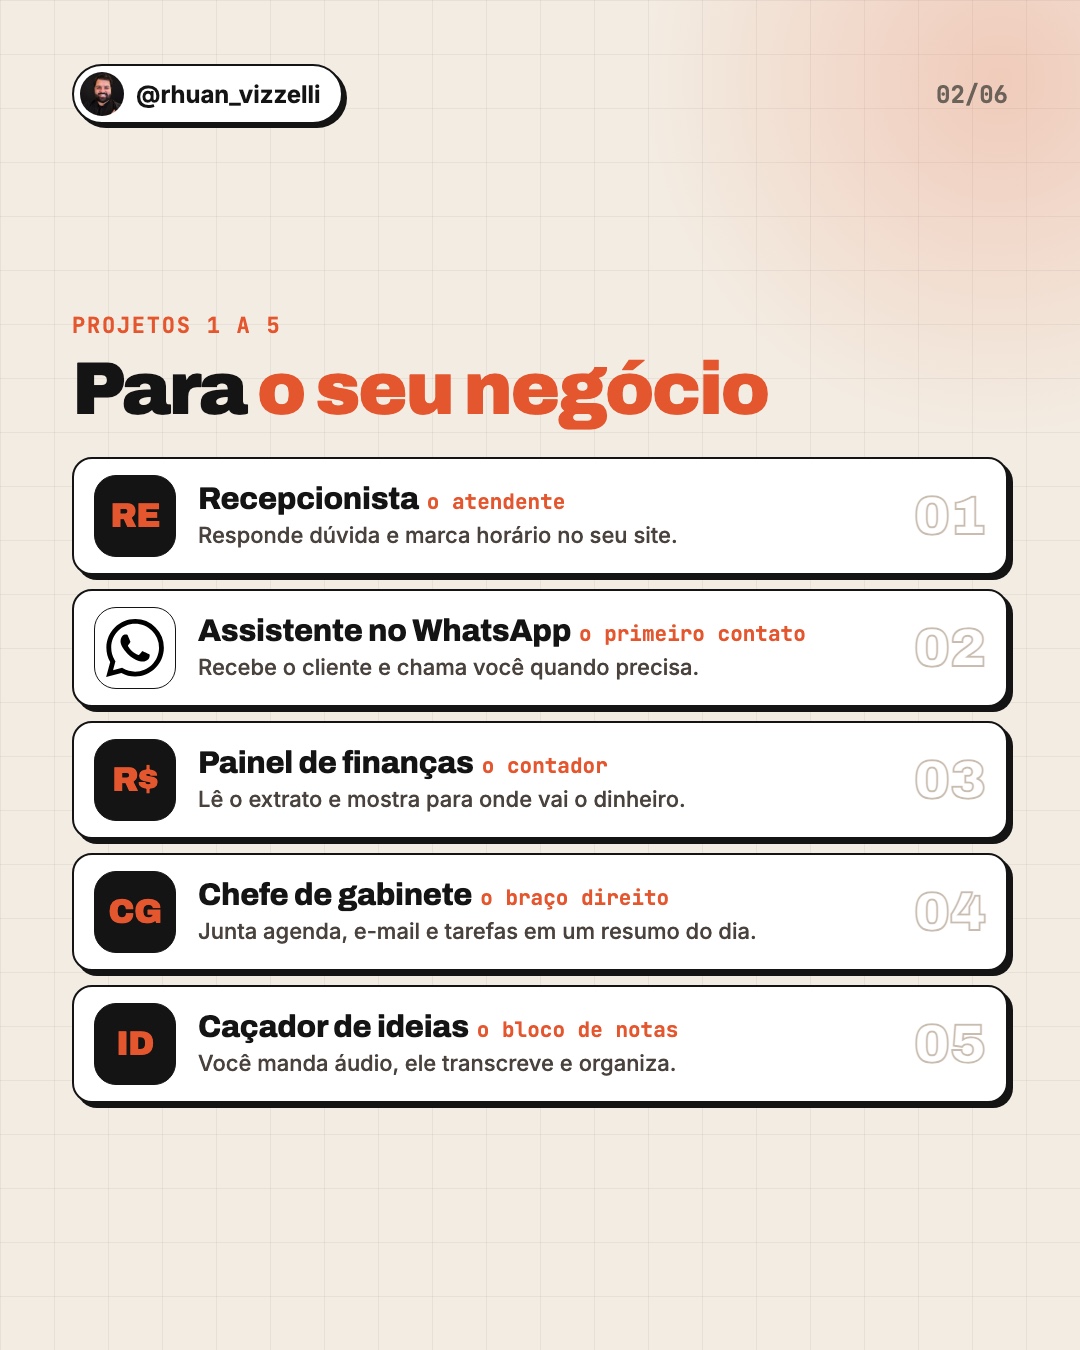 @rhuan_vizzelli
02/06
PROJETOS 1 A 5
Para o seu negócio
RE
Recepcionista o atendente
Responde dúvida e marca horário no seu site.
01
Assistente no WhatsApp o primeiro contato
Recebe o cliente e chama você quando precisa.
02
R$
Painel de finanças o contador
Lê o extrato e mostra para onde vai o dinheiro.
03
CG
Chefe de gabinete o braço direito
Junta agenda, e-mail e tarefas em um resumo do dia.
04
ID
Caçador de ideias o bloco de notas
Você manda áudio, ele transcreve e organiza.
05